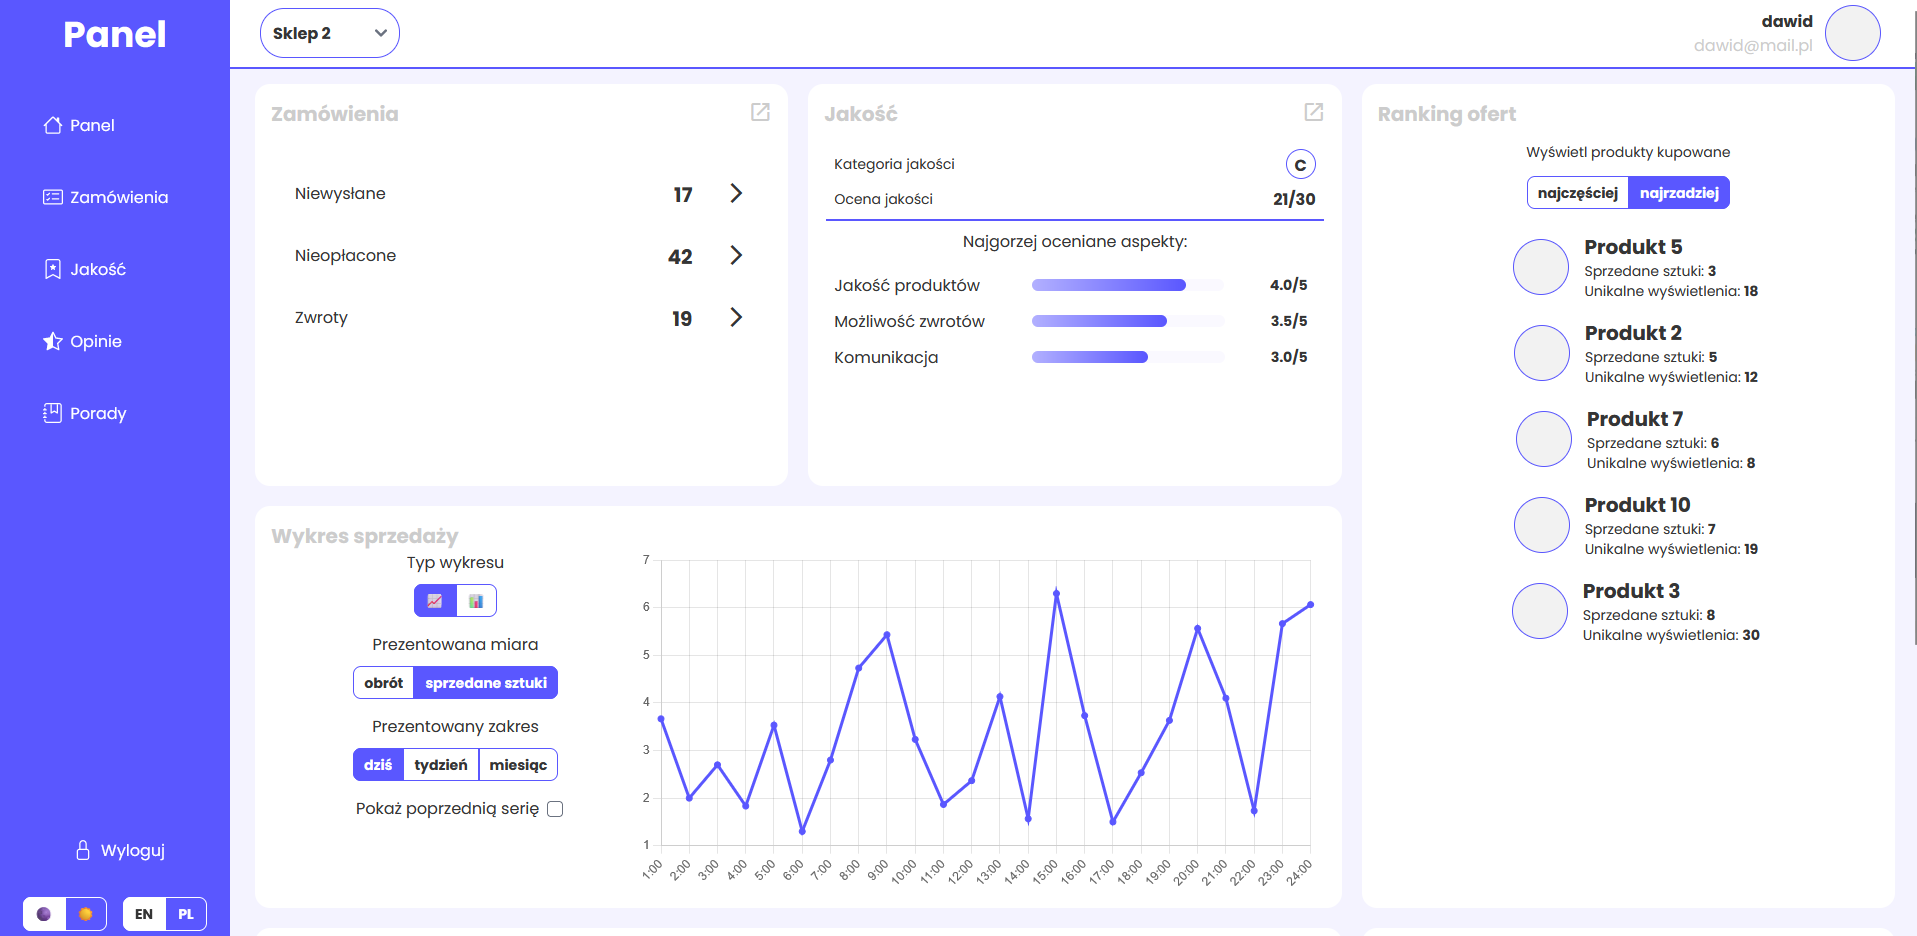 Panel
Panel
Zamówienia
Jakość
Opinie
Porady
Wyloguj
EN PL
Sklep 2
dawid
dawid@mail.pl
Zamówienia
Niewysłane 17
Nieopłacone 42
Zwroty 19
Jakość
Kategoria jakości C
Ocena jakości 21/30
Najgorzej oceniane aspekty:
Jakość produktów 4.0/5
Możliwość zwrotów 3.5/5
Komunikacja 3.0/5
Ranking ofert
Wyświetl produkty kupowane
najczęściej najrzadziej
Produkt 5
Sprzedane sztuki: 3
Unikalne wyświetlenia: 18
Produkt 2
Sprzedane sztuki: 5
Unikalne wyświetlenia: 12
Produkt 7
Sprzedane sztuki: 6
Unikalne wyświetlenia: 8
Produkt 10
Sprzedane sztuki: 7
Unikalne wyświetlenia: 19
Produkt 3
Sprzedane sztuki: 8
Unikalne wyświetlenia: 30
Wykres sprzedaży
Typ wykresu
Prezentowana miara
obrót sprzedane sztuki
Prezentowany zakres
dziś tydzień miesiąc
Pokaż poprzednią serię
7
6
5
4
3
2
1
1:00 2:00 3:00 4:00 5:00 6:00 7:00 8:00 9:00 10:00 11:00 12:00 13:00 14:00 15:00 16:00 17:00 18:00 19:00 20:00 21:00 22:00 23:00 24:00